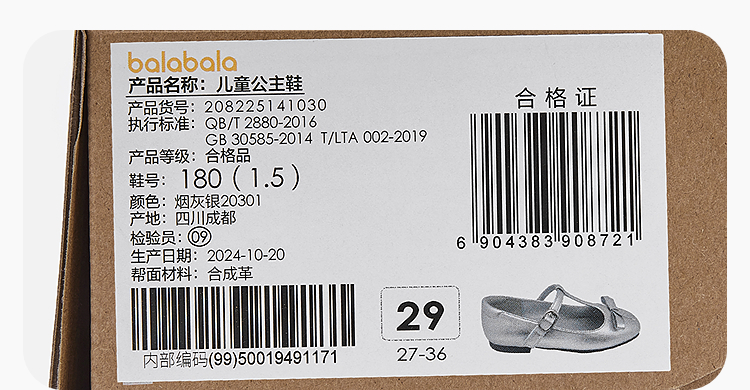 balabala
产品名称：儿童公主鞋
产品货号：208225141030
执行标准：QB/T 2880-2016
GB 30585-2014 T/LTA 002-2019
产品等级：合格品
鞋号：180（1.5）
颜色：烟灰银20301
产地：四川成都
检验员：09
生产日期：2024-10-20
帮面材料：合成革
内部编码(99)50019491171
合格证
6 904383 908721
29
27-36